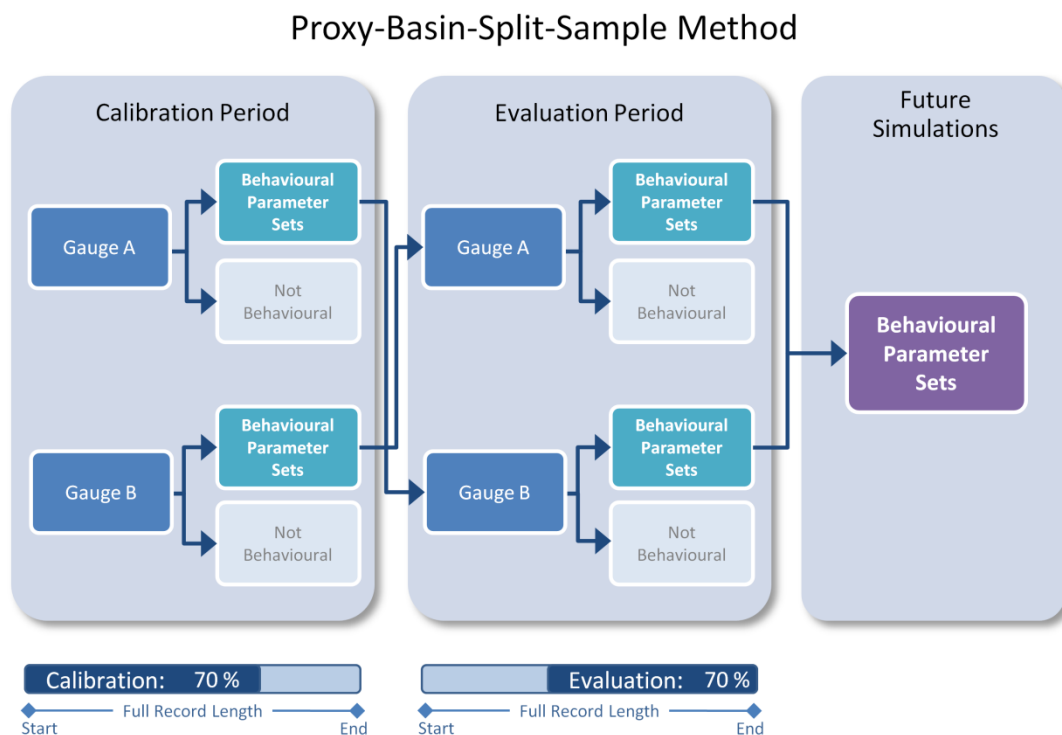 Proxy-Basin-Split-Sample Method
Calibration Period
Gauge A
Behavioural
Parameter
Sets
Not
Behavioural
Gauge B
Behavioural
Parameter
Sets
Not
Behavioural
Evaluation Period
Gauge A
Behavioural
Parameter
Sets
Not
Behavioural
Gauge B
Behavioural
Parameter
Sets
Not
Behavioural
Future
Simulations
Behavioural
Parameter
Sets
Calibration: 70 %
Full Record Length
Start End
Evaluation: 70 %
Full Record Length
Start End